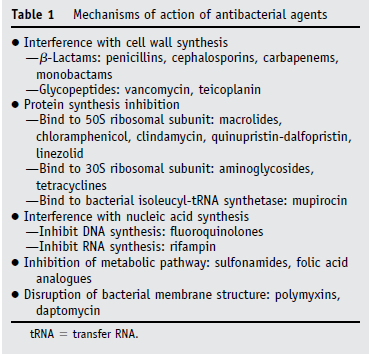 Table 1 Mechanisms of action of antibacterial agents
● Interference with cell wall synthesis
—β-Lactams: penicillins, cephalosporins, carbapenems,
monobactams
—Glycopeptides: vancomycin, teicoplanin
● Protein synthesis inhibition
—Bind to 50S ribosomal subunit: macrolides,
chloramphenicol, clindamycin, quinupristin-dalfopristin,
linezolid
—Bind to 30S ribosomal subunit: aminoglycosides,
tetracyclines
—Bind to bacterial isoleucyl-tRNA synthetase: mupirocin
● Interference with nucleic acid synthesis
—Inhibit DNA synthesis: fluoroquinolones
—Inhibit RNA synthesis: rifampin
● Inhibition of metabolic pathway: sulfonamides, folic acid
analogues
● Disruption of bacterial membrane structure: polymyxins,
daptomycin
tRNA = transfer RNA.